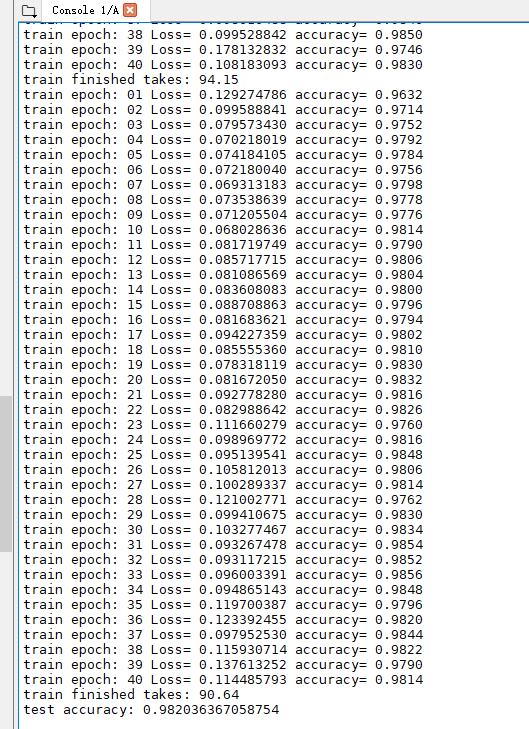 Console 1/A
train epoch: 38 Loss= 0.099528842 accuracy= 0.9850
train epoch: 39 Loss= 0.178132832 accuracy= 0.9746
train epoch: 40 Loss= 0.108183093 accuracy= 0.9830
train finished takes: 94.15
train epoch: 01 Loss= 0.129274786 accuracy= 0.9632
train epoch: 02 Loss= 0.099588841 accuracy= 0.9714
train epoch: 03 Loss= 0.079573430 accuracy= 0.9752
train epoch: 04 Loss= 0.070218019 accuracy= 0.9792
train epoch: 05 Loss= 0.074184105 accuracy= 0.9784
train epoch: 06 Loss= 0.072180040 accuracy= 0.9756
train epoch: 07 Loss= 0.069313183 accuracy= 0.9798
train epoch: 08 Loss= 0.073538639 accuracy= 0.9778
train epoch: 09 Loss= 0.071205504 accuracy= 0.9776
train epoch: 10 Loss= 0.068028636 accuracy= 0.9814
train epoch: 11 Loss= 0.081719749 accuracy= 0.9790
train epoch: 12 Loss= 0.085717715 accuracy= 0.9806
train epoch: 13 Loss= 0.081086569 accuracy= 0.9804
train epoch: 14 Loss= 0.083608083 accuracy= 0.9800
train epoch: 15 Loss= 0.088708863 accuracy= 0.9796
train epoch: 16 Loss= 0.081683621 accuracy= 0.9794
train epoch: 17 Loss= 0.094227359 accuracy= 0.9802
train epoch: 18 Loss= 0.085555360 accuracy= 0.9810
train epoch: 19 Loss= 0.078318119 accuracy= 0.9830
train epoch: 20 Loss= 0.081672050 accuracy= 0.9832
train epoch: 21 Loss= 0.092778280 accuracy= 0.9816
train epoch: 22 Loss= 0.082988642 accuracy= 0.9826
train epoch: 23 Loss= 0.111660279 accuracy= 0.9760
train epoch: 24 Loss= 0.098969772 accuracy= 0.9816
train epoch: 25 Loss= 0.095139541 accuracy= 0.9848
train epoch: 26 Loss= 0.105812013 accuracy= 0.9806
train epoch: 27 Loss= 0.100289337 accuracy= 0.9814
train epoch: 28 Loss= 0.121002771 accuracy= 0.9762
train epoch: 29 Loss= 0.099410675 accuracy= 0.9830
train epoch: 30 Loss= 0.103277467 accuracy= 0.9834
train epoch: 31 Loss= 0.093267478 accuracy= 0.9854
train epoch: 32 Loss= 0.093117215 accuracy= 0.9852
train epoch: 33 Loss= 0.096003391 accuracy= 0.9856
train epoch: 34 Loss= 0.094865143 accuracy= 0.9848
train epoch: 35 Loss= 0.119700387 accuracy= 0.9796
train epoch: 36 Loss= 0.123392455 accuracy= 0.9820
train epoch: 37 Loss= 0.097952530 accuracy= 0.9844
train epoch: 38 Loss= 0.115930714 accuracy= 0.9822
train epoch: 39 Loss= 0.137613252 accuracy= 0.9790
train epoch: 40 Loss= 0.114485793 accuracy= 0.9814
train finished takes: 90.64
test accuracy: 0.982036367058754